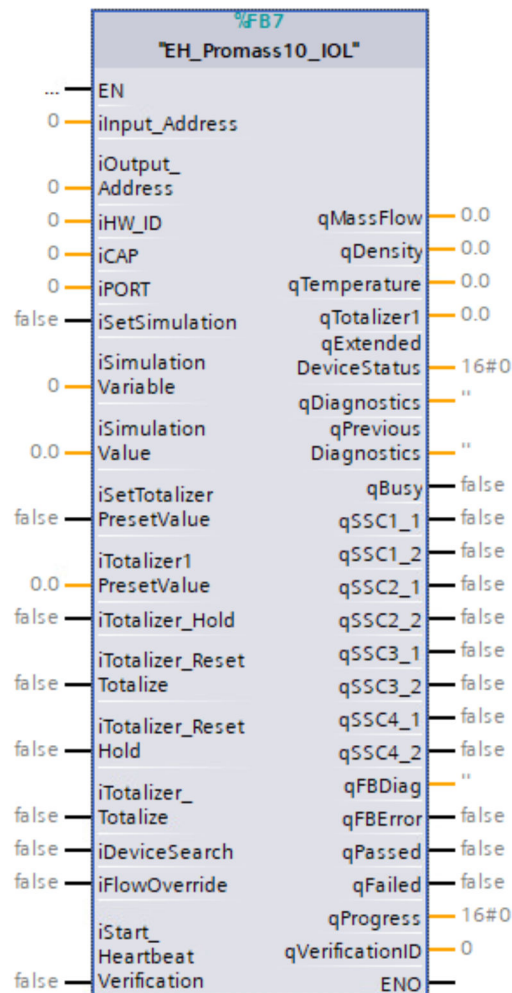 %FB7
"EH_Promass10_IOL"
... EN
0 iInput_Address
iOutput_
0 Address
0 iHW_ID qMassFlow 0.0
0 iCAP qDensity 0.0
0 iPORT qTemperature 0.0
false iSetSimulation qTotalizer1 0.0
qExtended
iSimulation DeviceStatus 16#0
0 Variable qDiagnostics ''
iSimulation qPrevious
0.0 Value Diagnostics ''
qBusy false
iSetTotalizer
false PresetValue qSSC1_1 false
iTotalizer1 qSSC1_2 false
0.0 PresetValue qSSC2_1 false
false iTotalizer_Hold qSSC2_2 false
iTotalizer_Reset qSSC3_1 false
false Totalize qSSC3_2 false
iTotalizer_Reset qSSC4_1 false
false Hold qSSC4_2 false
iTotalizer_ qFBDiag ''
false Totalize qFBError false
false iDeviceSearch qPassed false
false iFlowOverride qFailed false
iStart_ qProgress 16#0
Heartbeat qVerificationID 0
false Verification ENO